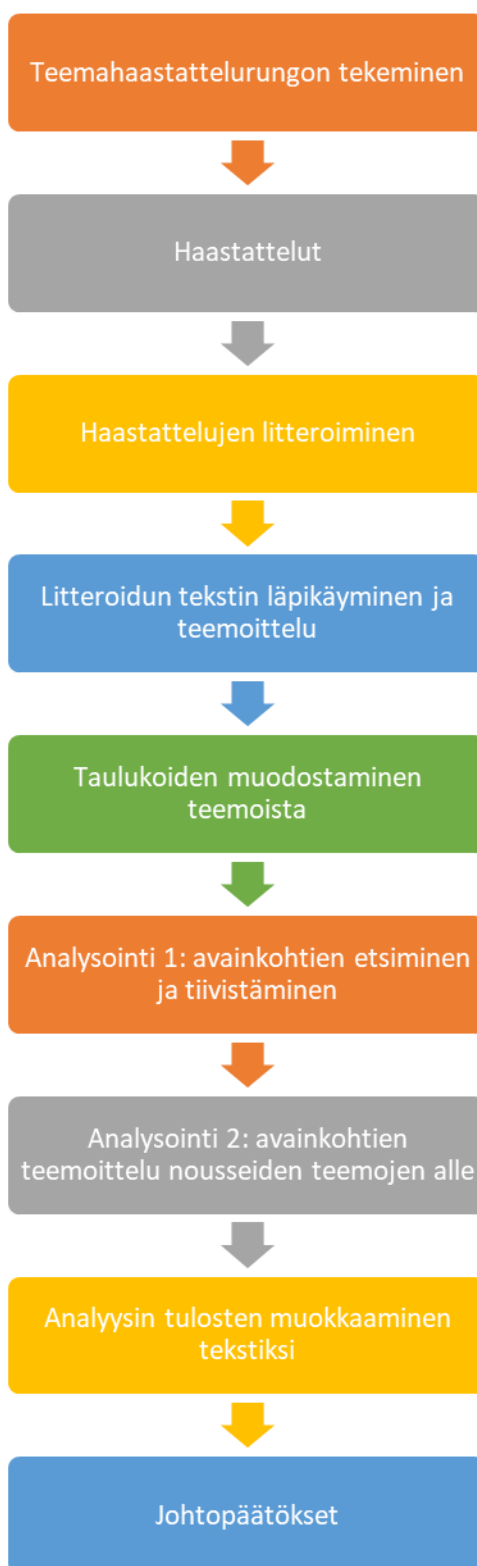 Teemahaastattelurungon tekeminen
Haastattelut
Haastattelujen litteroiminen
Litteroidun tekstin läpikäyminen ja
teemoittelu
Taulukoiden muodostaminen
teemoista
Analysointi 1: avainkohtien etsiminen
ja tiivistäminen
Analysointi 2: avainkohtien
teemoittelu nousseiden teemojen alle
Analyysin tulosten muokkaaminen
tekstiksi
Johtopäätökset